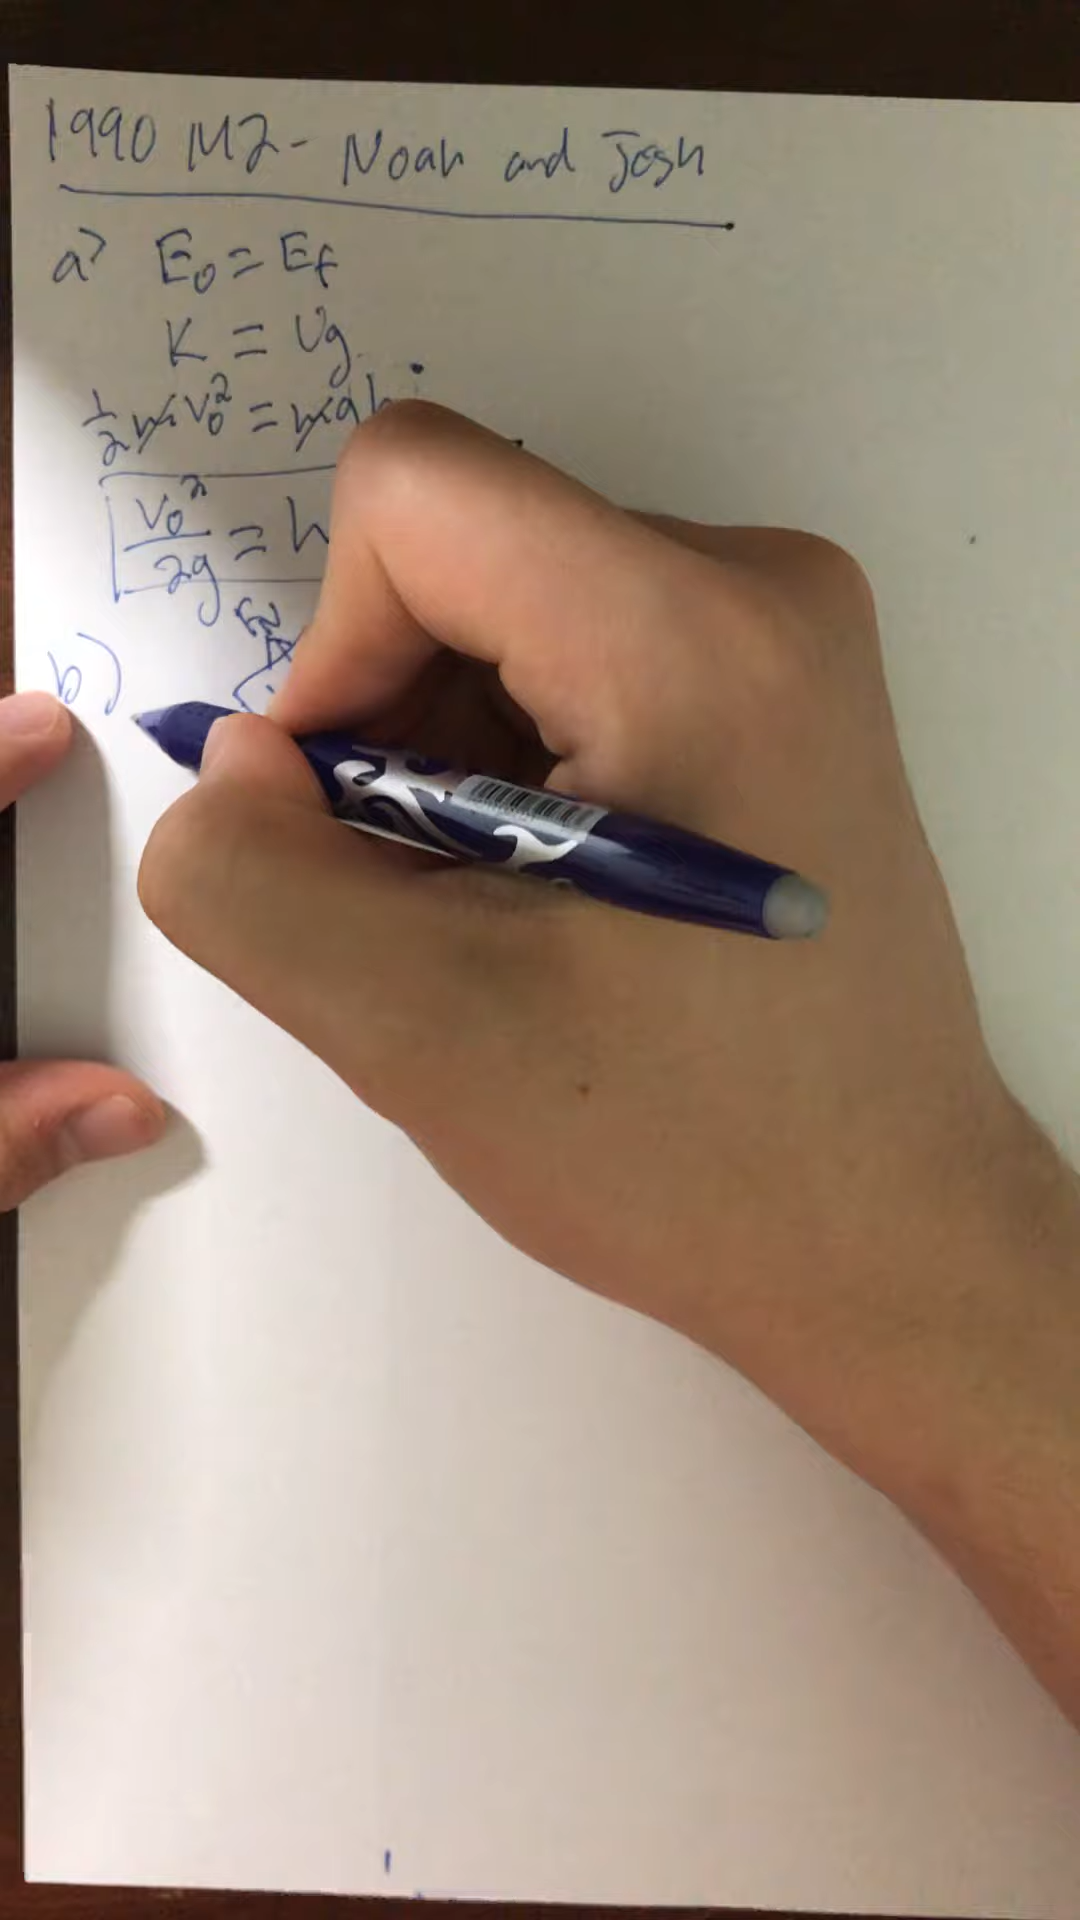 1990 M2 - Noah and Josh
a) E₀ = Ef
K = Ug
½mv₀² = mgh
v₀²/2g = h
b)